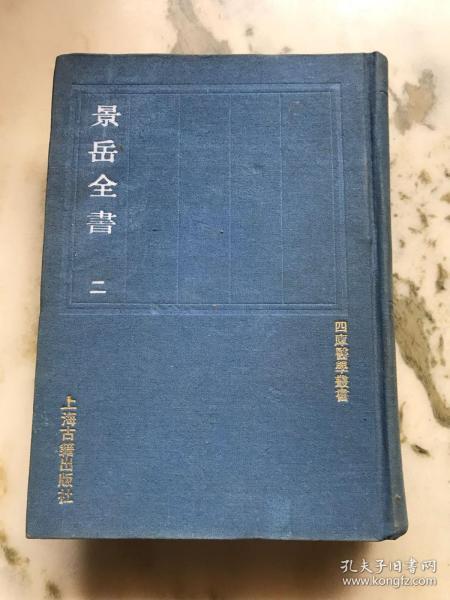 景岳全書 二
四庫醫學叢書
上海古籍出版社
孔夫子旧书网
www.kongfz.com